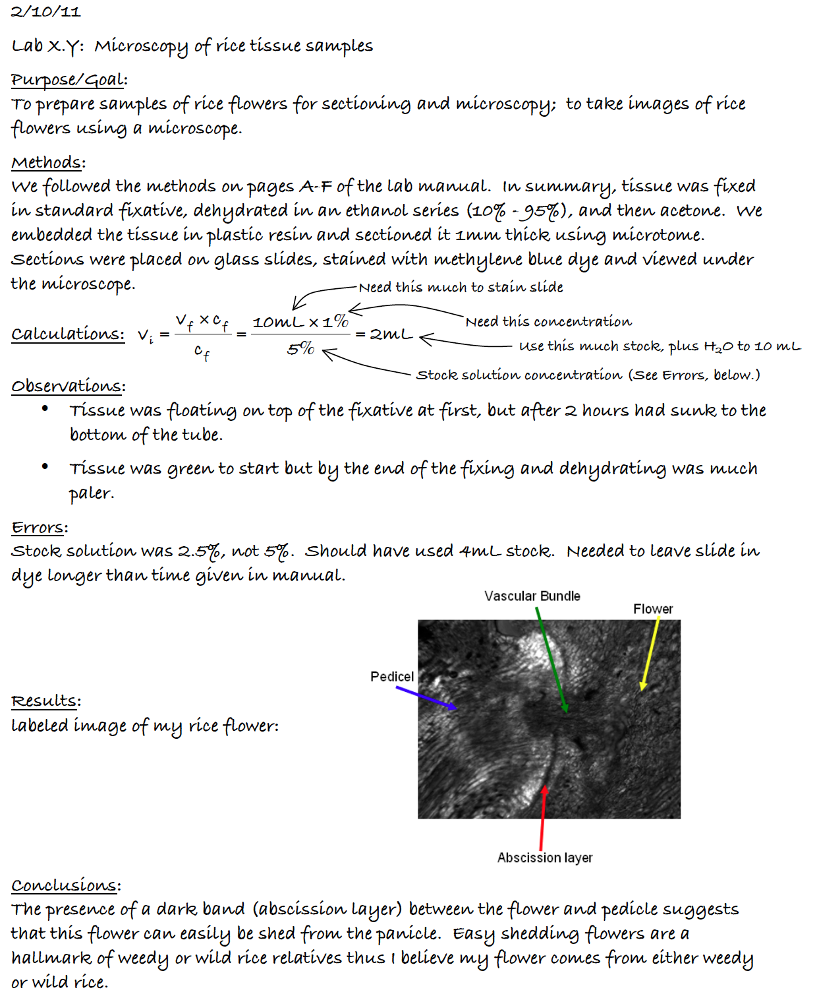 2/10/11
Lab X.Y: Microscopy of rice tissue samples
Purpose/Goal:
To prepare samples of rice flowers for sectioning and microscopy; to take images of rice
flowers using a microscope.
Methods:
We followed the methods on pages A-F of the lab manual. In summary, tissue was fixed
in standard fixative, dehydrated in an ethanol series (10% - 95%), and then acetone. We
embedded the tissue in plastic resin and sectioned it 1mm thick using microtome.
Sections were placed on glass slides, stained with methylene blue dye and viewed under
the microscope.
Need this much to stain slide
Calculations: Vᵢ = (V_f × C_f) / C_f = (10mL × 1%) / 5% = 2mL
Need this concentration
Use this much stock, plus H₂O to 10 mL
Stock solution concentration (See Errors, below.)
Observations:
• Tissue was floating on top of the fixative at first, but after 2 hours had sunk to the
bottom of the tube.
• Tissue was green to start but by the end of the fixing and dehydrating was much
paler.
Errors:
Stock solution was 2.5%, not 5%. Should have used 4mL stock. Needed to leave slide in
dye longer than time given in manual.
Vascular Bundle
Flower
Pedicel
Results:
labeled image of my rice flower:
Abscission layer
Conclusions:
The presence of a dark band (abscission layer) between the flower and pedicle suggests
that this flower can easily be shed from the panicle. Easy shedding flowers are a
hallmark of weedy or wild rice relatives thus I believe my flower comes from either weedy
or wild rice.